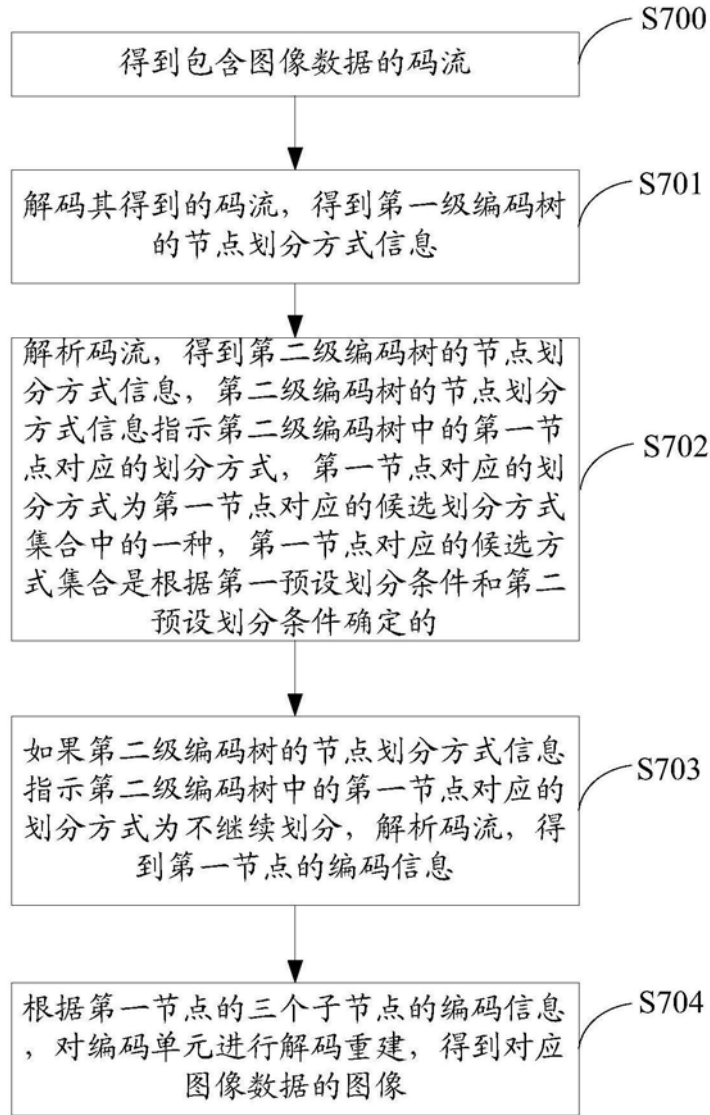 S700
得到包含图像数据的码流
S701
解码其得到的码流，得到第一级编码树
的节点划分方式信息
S702
解析码流，得到第二级编码树的节点划
分方式信息，第二级编码树的节点划分
方式信息指示第二级编码树中的第一节
点对应的划分方式，第一节点对应的划
分方式为第一节点对应的候选划分方式
集合中的一种，第一节点对应的候选方
式集合是根据第一预设划分条件和第二
预设划分条件确定的
S703
如果第二级编码树的节点划分方式信息
指示第二级编码树中的第一节点对应的
划分方式为不继续划分，解析码流，得
到第一节点的编码信息
S704
根据第一节点的三个子节点的编码信息
，对编码单元进行解码重建，得到对应
图像数据的图像